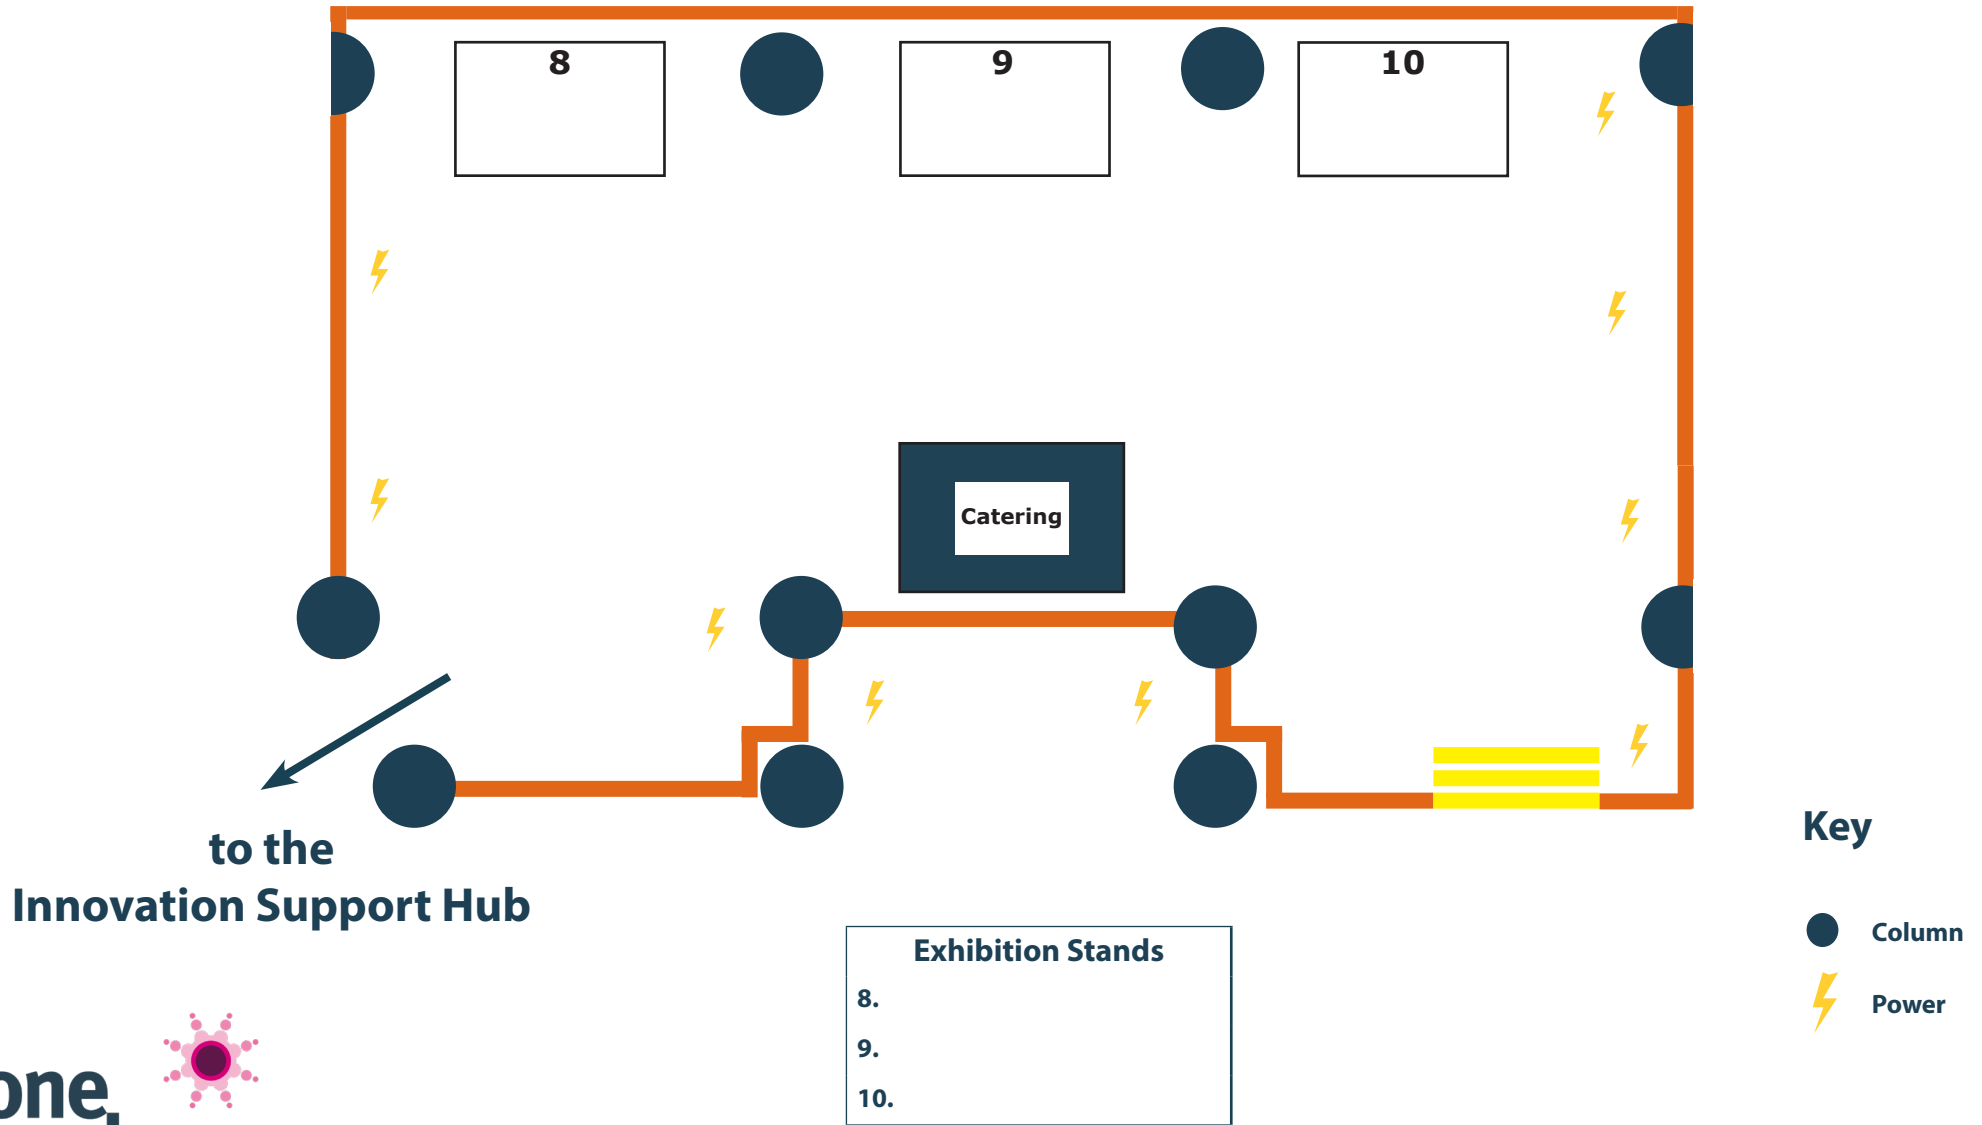 8
9
10
Catering
to the
Innovation Support Hub
Key
Column
Power
Exhibition Stands
8.
9.
10.
one.